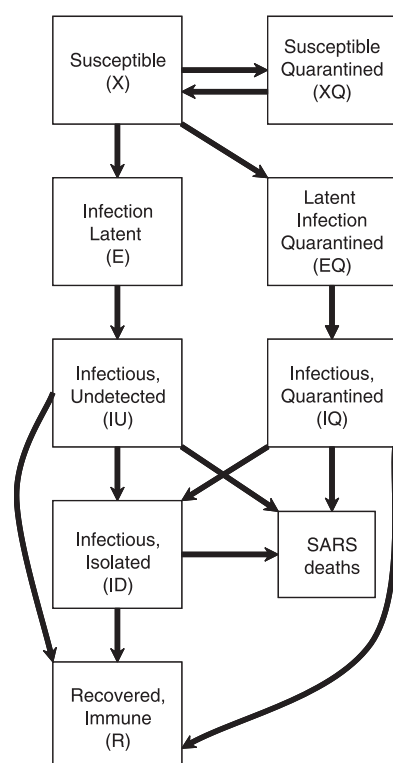 Susceptible
(X)
Susceptible
Quarantined
(XQ)
Infection
Latent
(E)
Latent
Infection
Quarantined
(EQ)
Infectious,
Undetected
(IU)
Infectious,
Quarantined
(IQ)
Infectious,
Isolated
(ID)
SARS
deaths
Recovered,
Immune
(R)